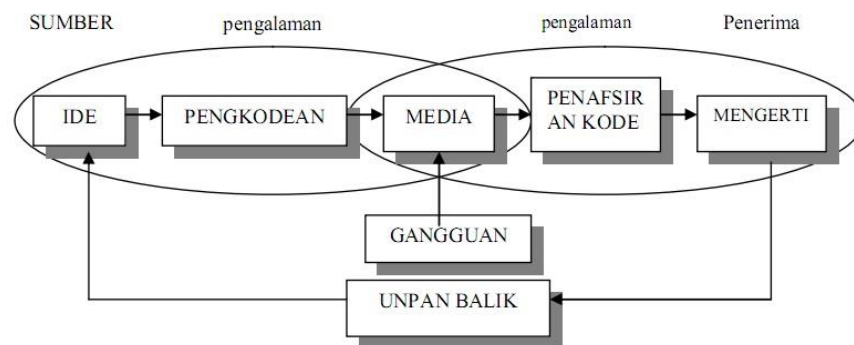 SUMBER pengalaman pengalaman Penerima
IDE PENGKODEAN MEDIA PENAFSIR
AN KODE MENGERTI
GANGGUAN
UNPAN BALIK